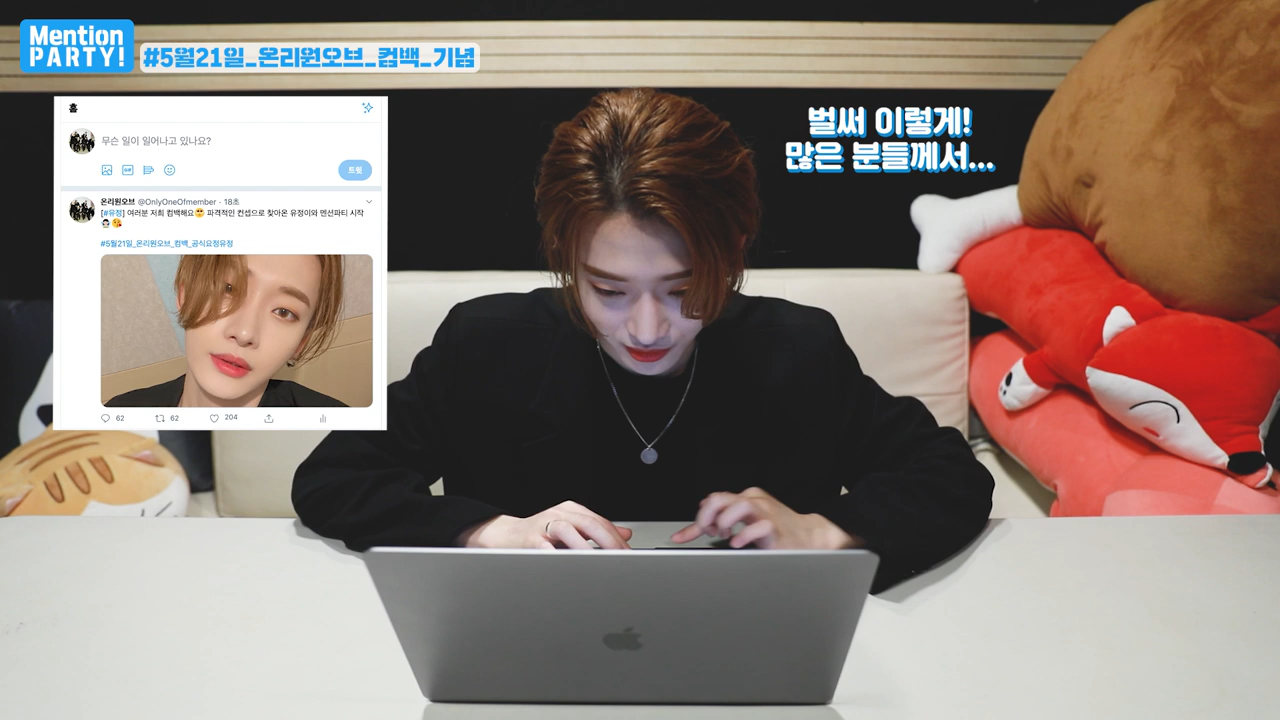 Mention
PARTY!
#5월21일_온리원오브_컴백_기념
홈
무슨 일이 일어나고 있나요?
GIF
트윗
온리원오브 @OnlyOneOfmember · 18초
[#유정] 여러분 저희 컴백해요 파격적인 컨셉으로 찾아온 유정이와 멘션파티 시작
#5월21일_온리원오브_컴백_공식요정유정
62 62 204
벌써 이렇게!
많은 분들께서...